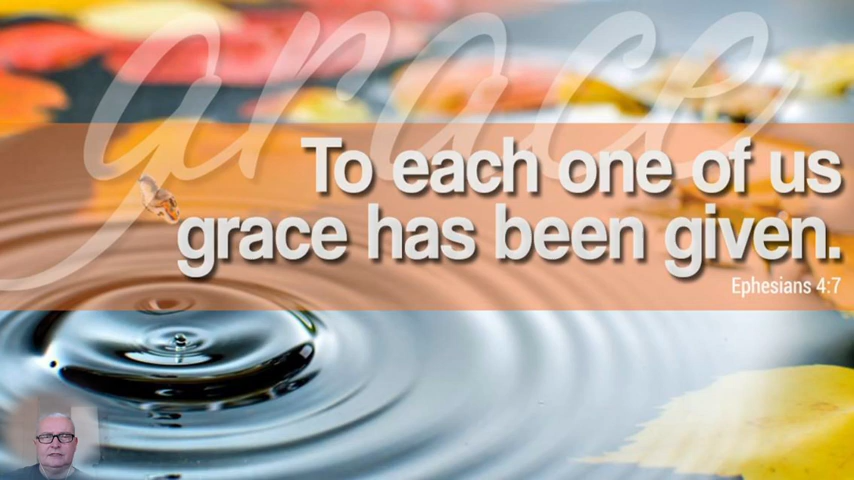 grace
To each one of us
grace has been given.
Ephesians 4:7